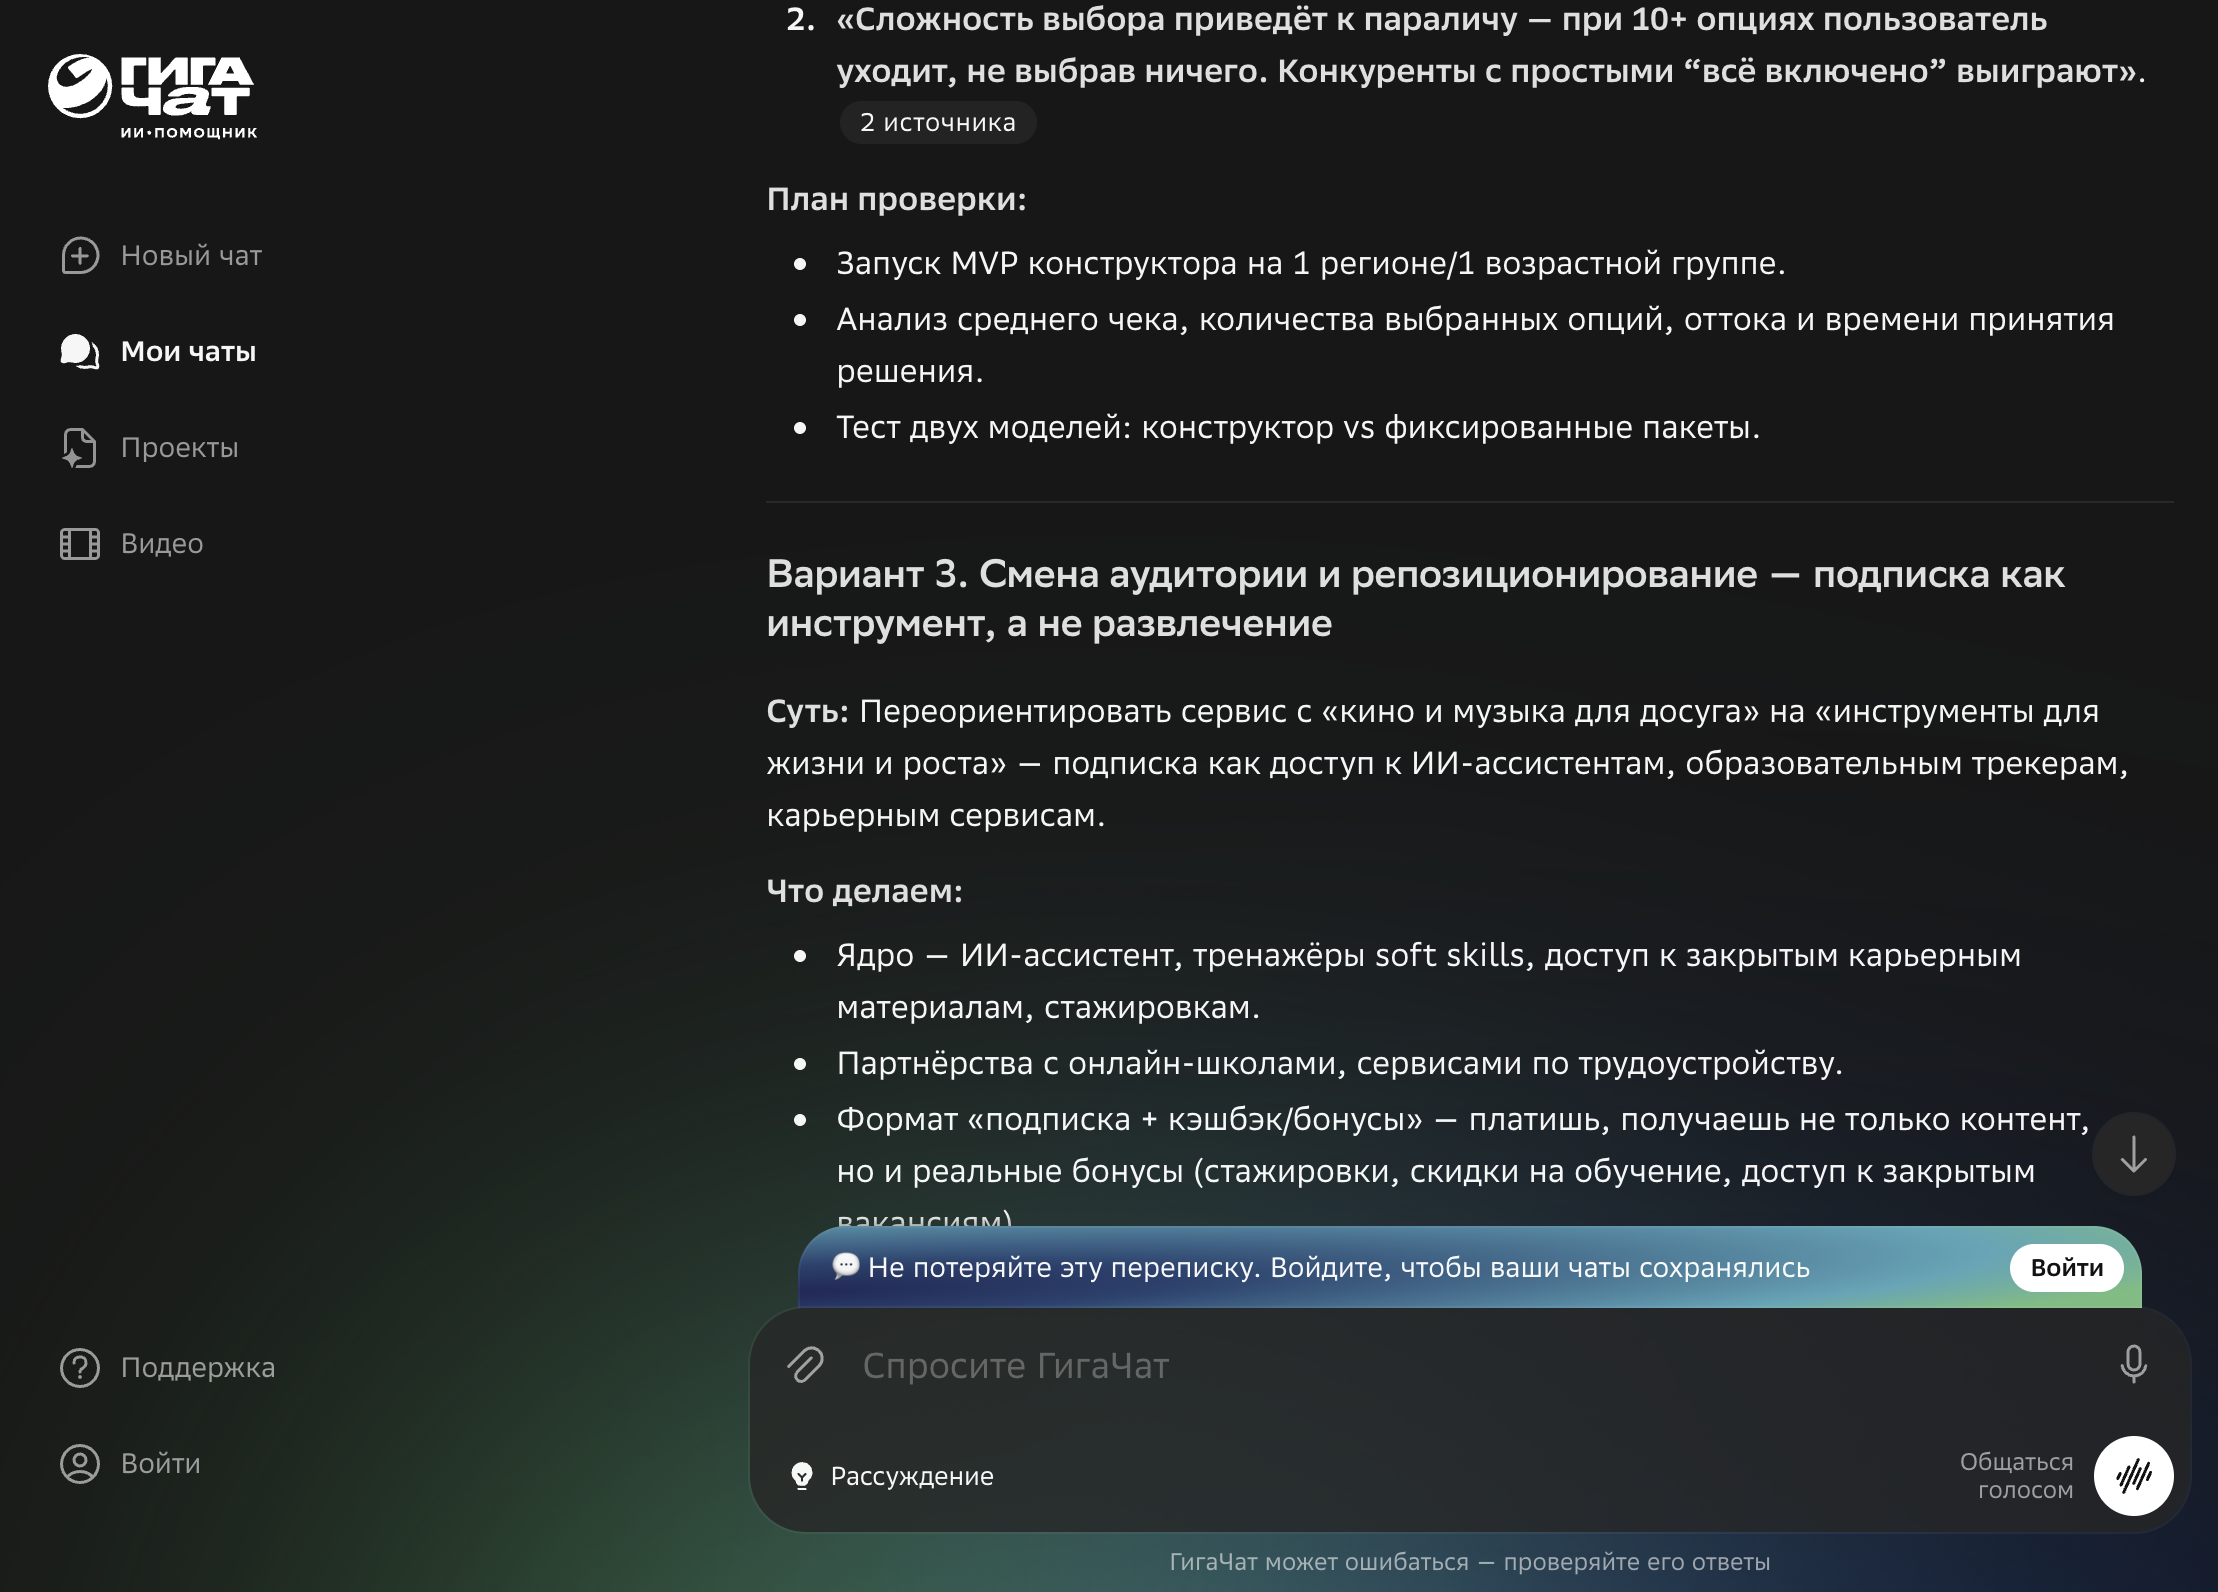 ГИГА
ЧаТ
ИИ•ПОМОЩНИК
Новый чат
Мои чаты
Проекты
Видео
Поддержка
Войти
2. «Сложность выбора приведёт к параличу — при 10+ опциях пользователь
уходит, не выбрав ничего. Конкуренты с простыми “всё включено” выиграют».
2 источника
План проверки:
• Запуск MVP конструктора на 1 регионе/1 возрастной группе.
• Анализ среднего чека, количества выбранных опций, оттока и времени принятия
решения.
• Тест двух моделей: конструктор vs фиксированные пакеты.
Вариант 3. Смена аудитории и репозиционирование — подписка как
инструмент, а не развлечение
Суть: Переориентировать сервис с «кино и музыка для досуга» на «инструменты для
жизни и роста» — подписка как доступ к ИИ-ассистентам, образовательным трекерам,
карьерным сервисам.
Что делаем:
• Ядро — ИИ-ассистент, тренажёры soft skills, доступ к закрытым карьерным
материалам, стажировкам.
• Партнёрства с онлайн-школами, сервисами по трудоустройству.
• Формат «подписка + кэшбэк/бонусы» — платишь, получаешь не только контент,
но и реальные бонусы (стажировки, скидки на обучение, доступ к закрытым
вакансиям)
Не потеряйте эту переписку. Войдите, чтобы ваши чаты сохранялись
Войти
Спросите ГигаЧат
Рассуждение
Общаться
голосом
ГигаЧат может ошибаться — проверяйте его ответы